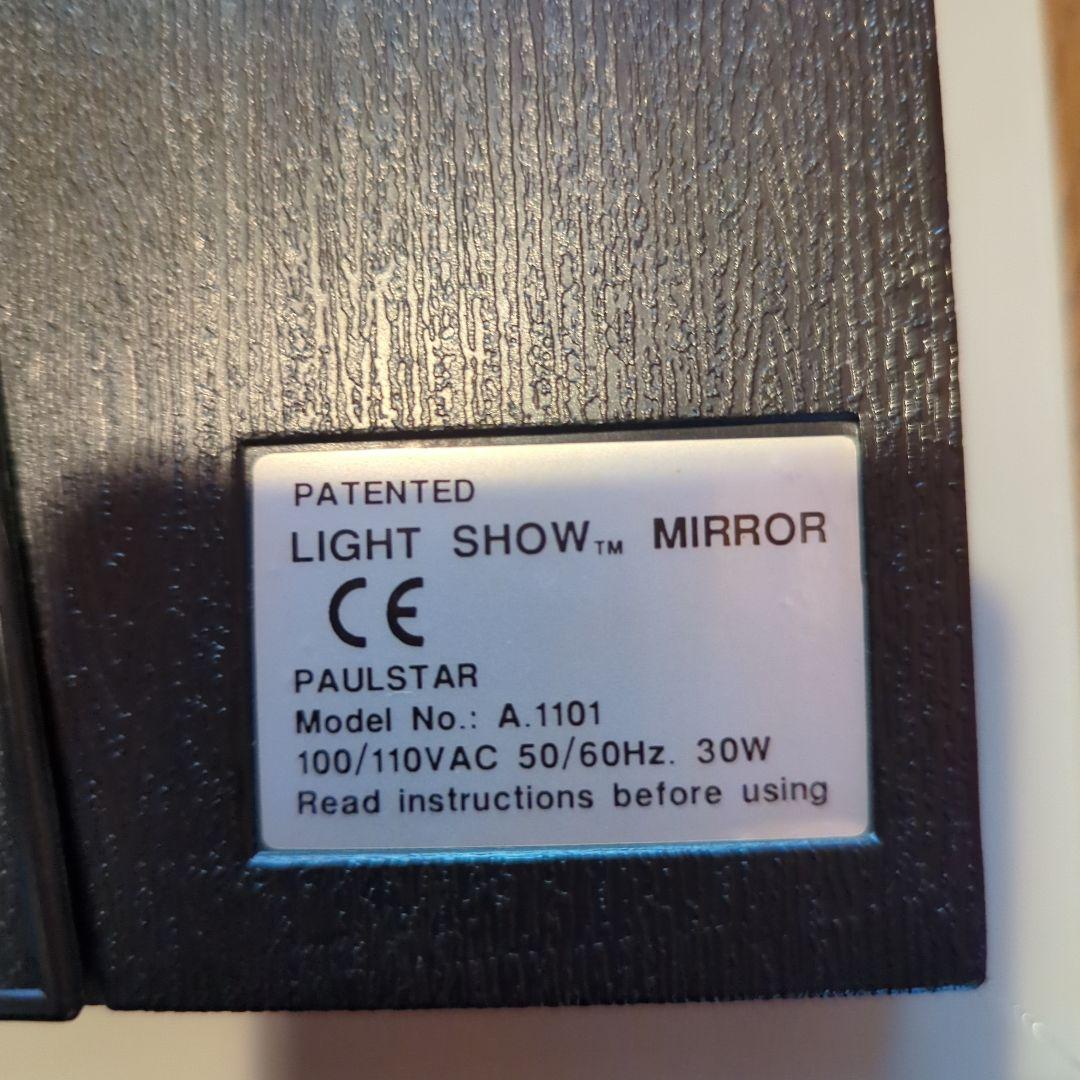 PATENTED
LIGHT SHOW™ MIRROR
CE
PAULSTAR
Model No.: A.1101
100/110VAC 50/60Hz. 30W
Read instructions before using